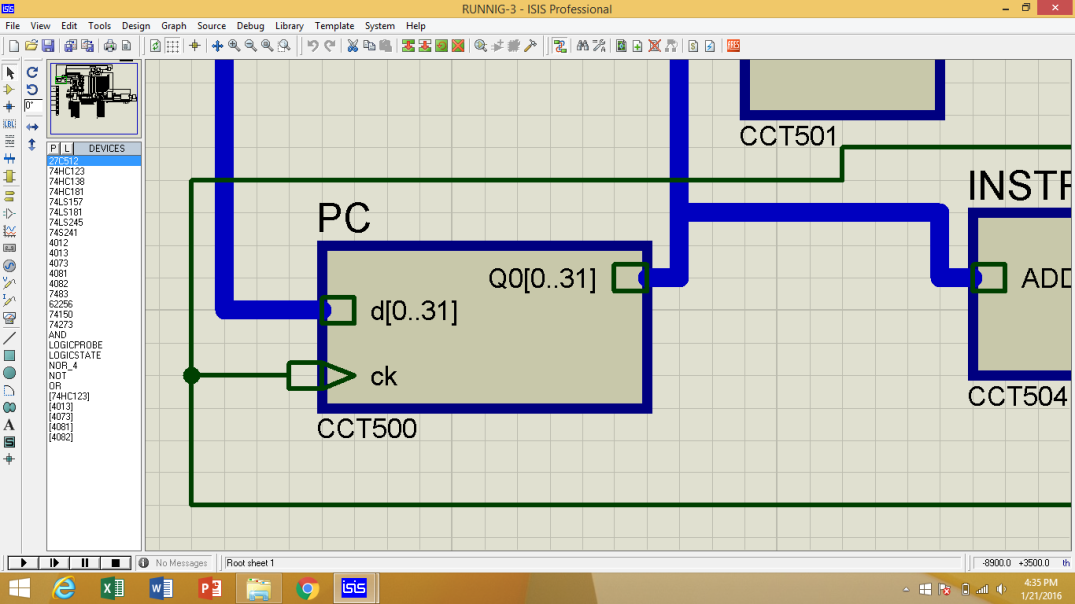 isis
RUNNIG-3 - ISIS Professional
File View Edit Tools Design Graph Source Debug Library Template System Help
LBL
0°
P L DEVICES
27C512
74HC123
74HC138
74HC181
74LS157
74LS181
74LS245
74S241
4012
4013
4073
4081
4082
7483
62256
74150
74273
AND
LOGICPROBE
LOGICSTATE
NOR_4
NOT
OR
[74HC123]
[4013]
[4073]
[4081]
[4082]
A
S
CCT501
INSTR
PC
Q0[0..31]
ADD
d[0..31]
ck
CCT504
CCT500
No Messages
Root sheet 1
-8900.0 +3500.0 th
isis
4:35 PM
1/21/2016